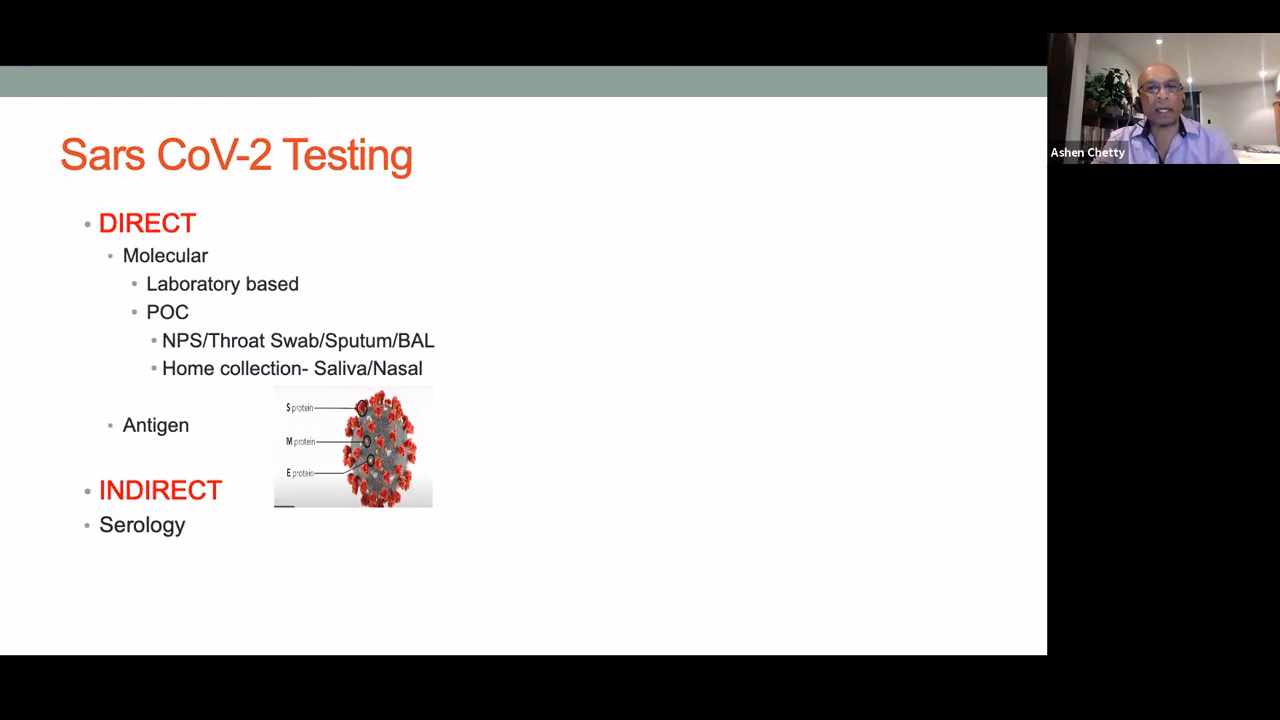 Sars CoV-2 Testing
• DIRECT
• Molecular
• Laboratory based
• POC
• NPS/Throat Swab/Sputum/BAL
• Home collection- Saliva/Nasal
• Antigen
S protein
M protein
E protein
• INDIRECT
• Serology
Ashen Chetty